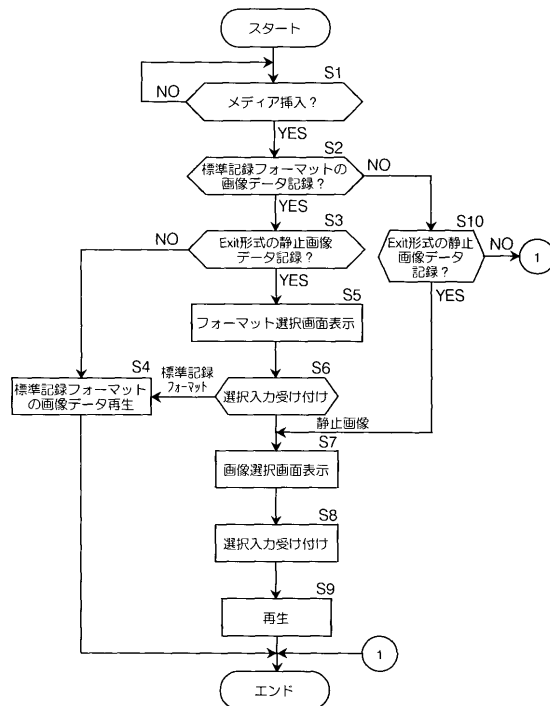 スタート
S1
NO
メディア挿入？
YES
S2
標準記録フォーマットの
画像データ記録？
NO
YES
S3
NO
Exit形式の静止画像
データ記録？
YES
S10
Exit形式の静止
画像データ
記録？
NO
1
YES
S5
フォーマット選択画面表示
S4
標準記録フォーマット
の画像データ再生
標準記録
フォーマット
S6
選択入力受け付け
静止画像
S7
画像選択画面表示
S8
選択入力受け付け
S9
再生
1
エンド